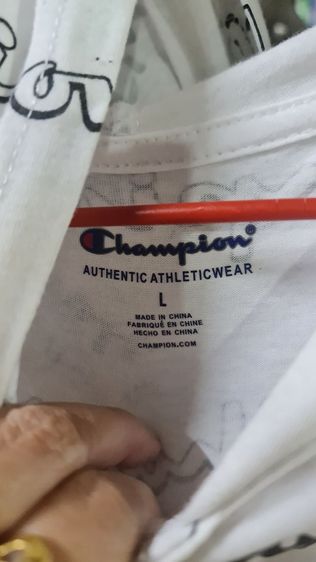 Champion®
AUTHENTIC ATHLETICWEAR
L
MADE IN CHINA
FABRIQUÉ EN CHINE
HECHO EN CHINA
CHAMPION.COM